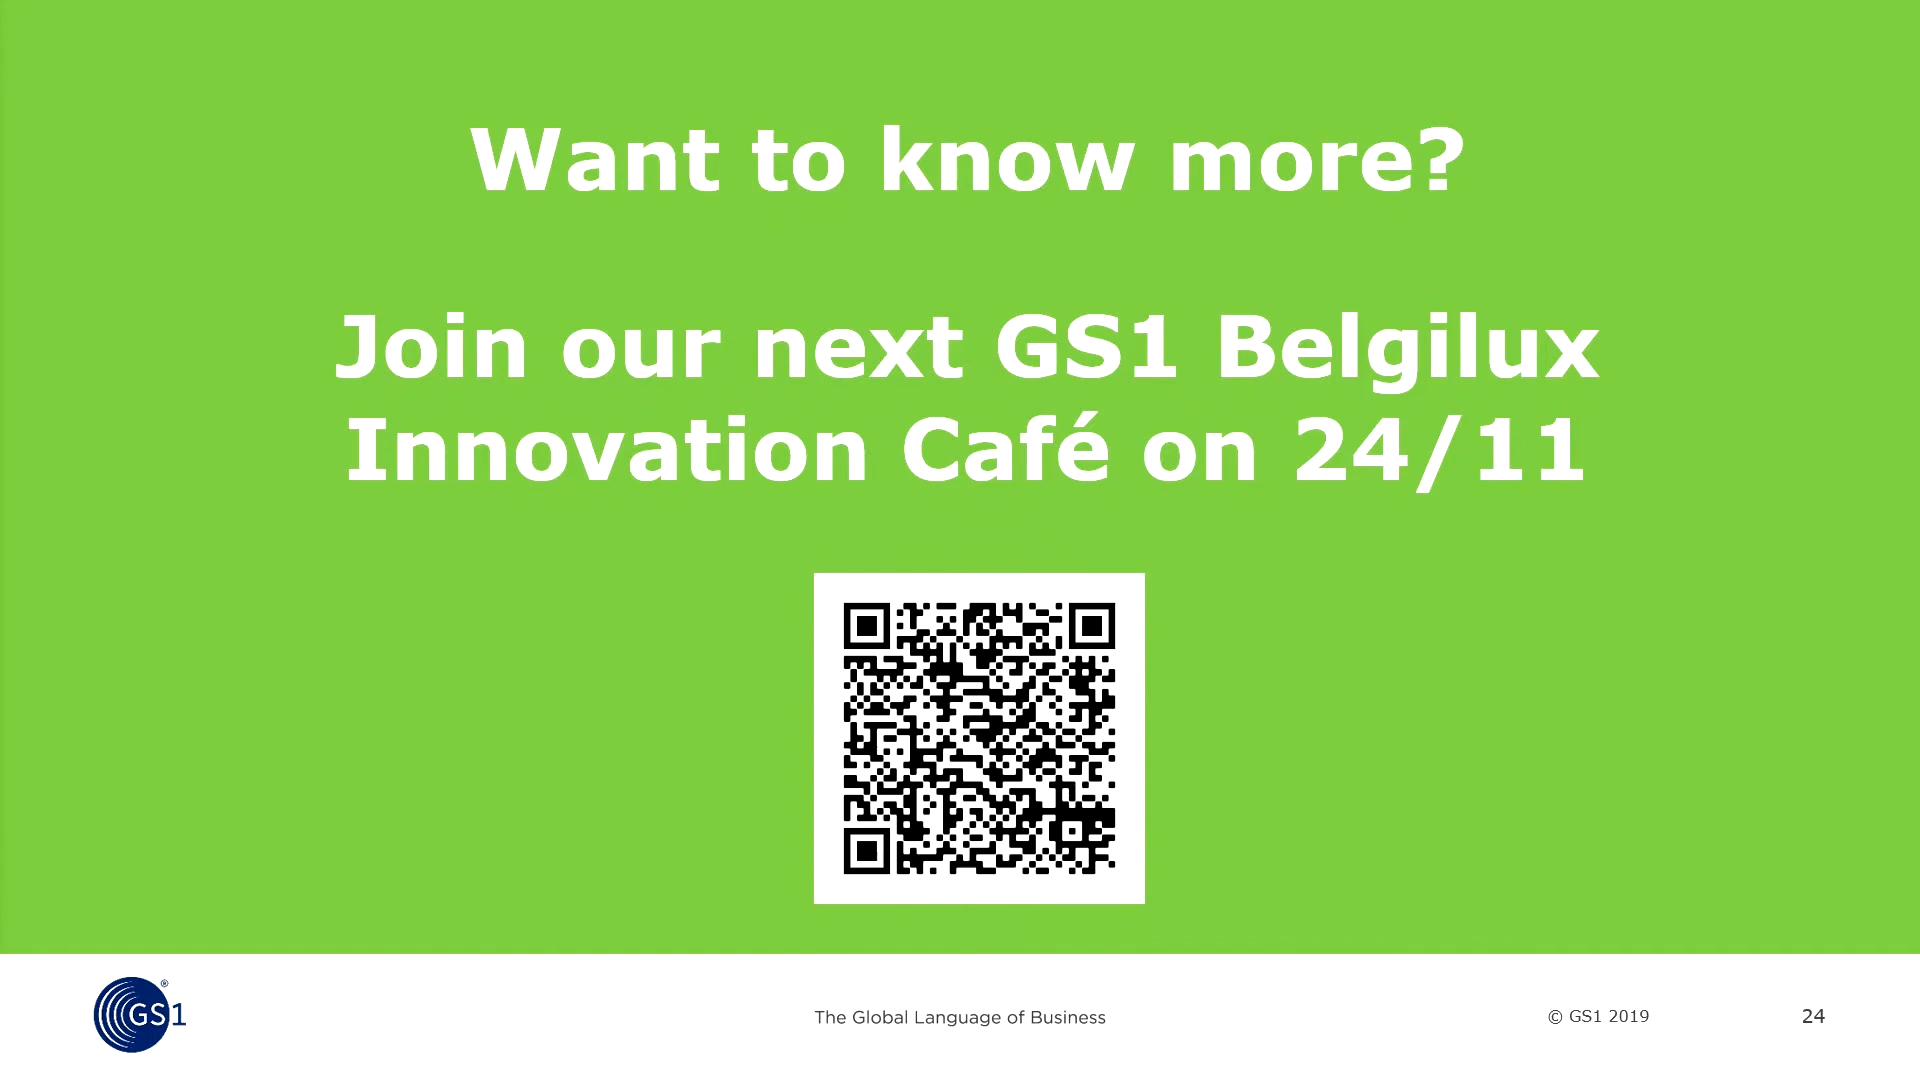 Want to know more?
Join our next GS1 Belgilux
Innovation Café on 24/11
GS1®
The Global Language of Business
© GS1 2019
24